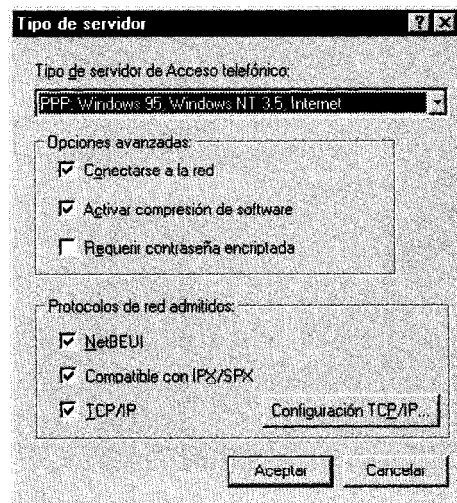 Tipo de servidor
Tipo de servidor de Acceso telefónico:
PPP: Windows 95, Windows NT 3.5, Internet
Opciones avanzadas:
Conectarse a la red
Activar compresión de software
Requerir contraseña encriptada
Protocolos de red admitidos:
NetBEUI
Compatible con IPX/SPX
TCP/IP
Configuración TCP/IP...
Aceptar
Cancelar